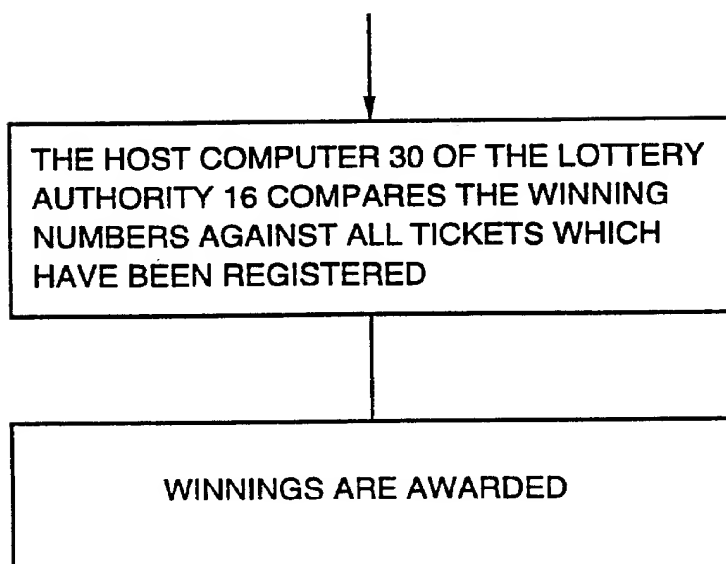 THE HOST COMPUTER 30 OF THE LOTTERY
AUTHORITY 16 COMPARES THE WINNING
NUMBERS AGAINST ALL TICKETS WHICH
HAVE BEEN REGISTERED
WINNINGS ARE AWARDED